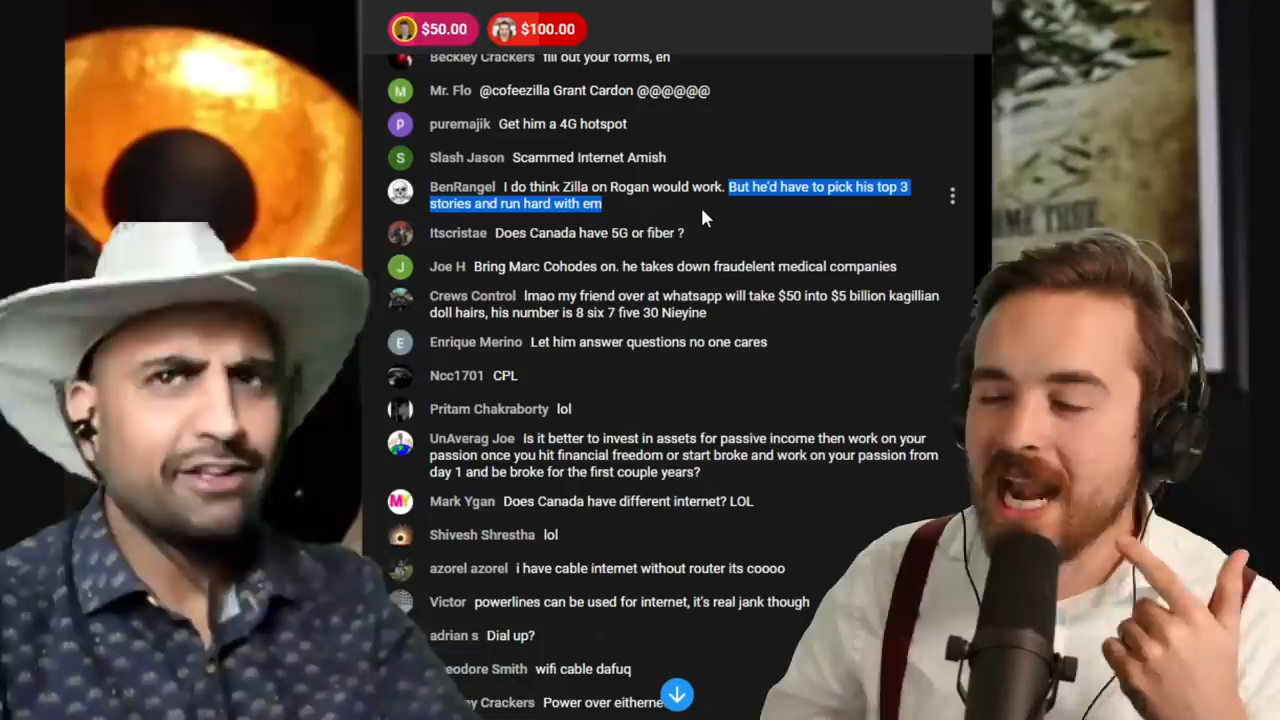 $50.00
$100.00
Beckley Crackers fill out your forms, en
Mr. Flo @cofeezilla Grant Cardon @@@@@@
puremajik Get him a 4G hotspot
Slash Jason Scammed Internet Amish
BenRangel I do think Zilla on Rogan would work. But he'd have to pick his top 3
stories and run hard with em
Itscristae Does Canada have 5G or fiber ?
Joe H Bring Marc Cohodes on. he takes down fraudelent medical companies
Crews Control lmao my friend over at whatsapp will take $50 into $5 billion kagillian
doll hairs, his number is 8 six 7 five 30 Nieyine
Enrique Merino Let him answer questions no one cares
Ncc1701 CPL
Pritam Chakraborty lol
UnAverag Joe Is it better to invest in assets for passive income then work on your
passion once you hit financial freedom or start broke and work on your passion from
day 1 and be broke for the first couple years?
Mark Ygan Does Canada have different internet? LOL
Shivesh Shrestha lol
azorel azorel i have cable internet without router its coooo
Victor powerlines can be used for internet, it's real jank though
adrian s Dial up?
eodore Smith wifi cable dafuq
ey Crackers Power over eitherne
M
P
S
J
E
MY
OME TRUE.